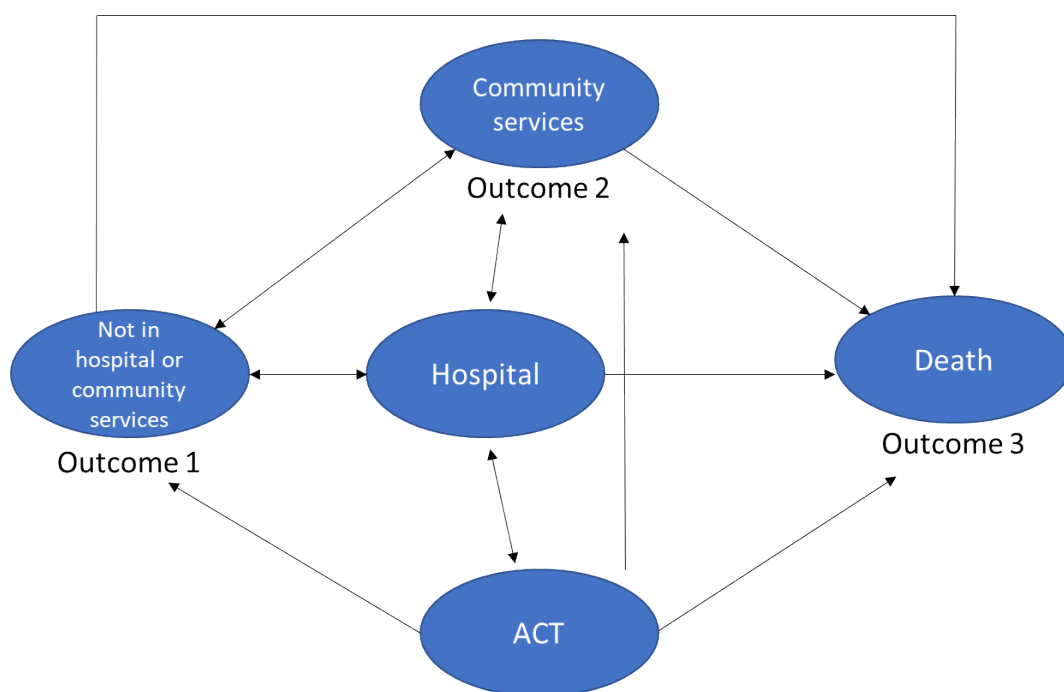 Community
services
Outcome 2
Not in
hospital or
community
services
Outcome 1
Hospital
Death
Outcome 3
ACT